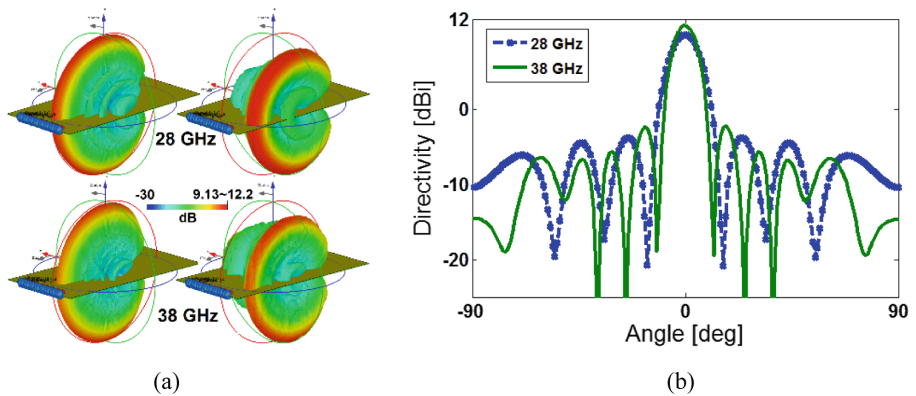 28 GHz
-30 9.13~12.2
dB
38 GHz
(a)
12
0
-10
-20
-90 0 90
Directivity [dBi]
Angle [deg]
28 GHz
38 GHz
(b)